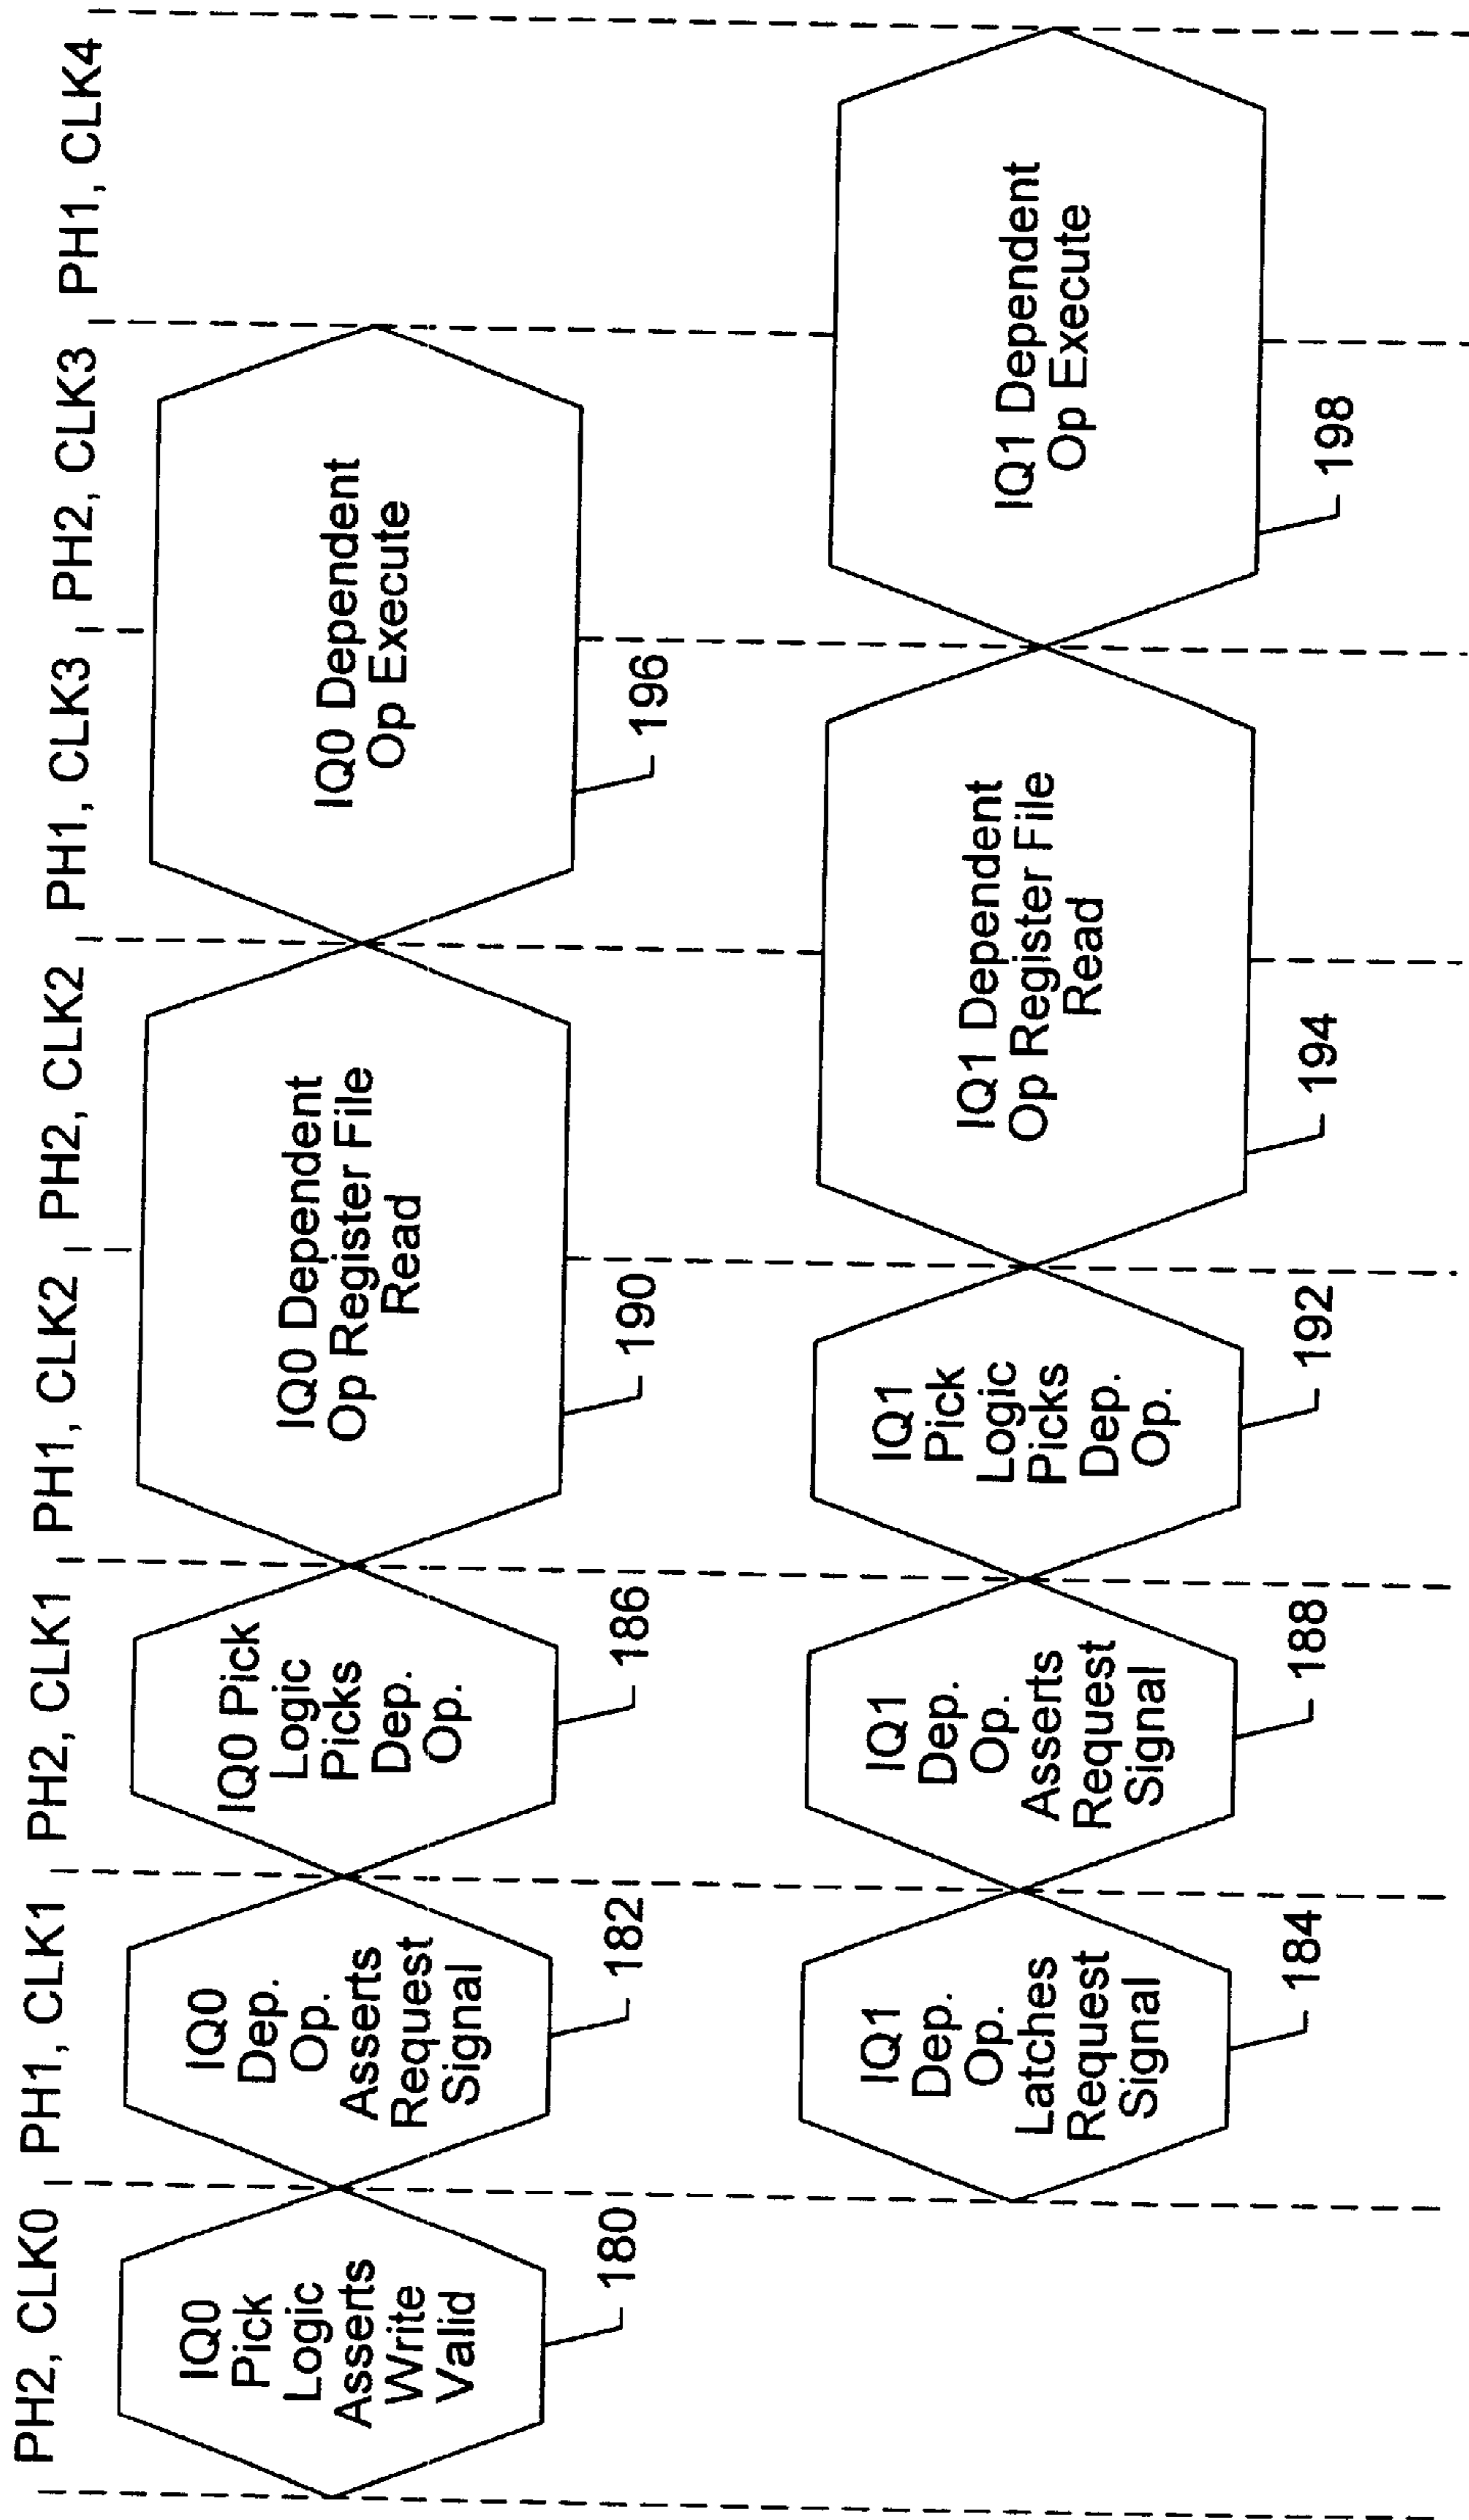 PH2, CLK0
PH1, CLK1
PH2, CLK1
PH1, CLK2
PH2, CLK2
PH1, CLK3
PH2, CLK3
PH1, CLK4
IQ0
Pick
Logic
Asserts
Write
Valid
180
IQ0
Dep.
Op.
Asserts
Request
Signal
182
IQ0 Pick
Logic
Picks
Dep.
Op.
186
IQ0 Dependent
Op Register File
Read
190
IQ0 Dependent
Op Execute
196
IQ1
Dep.
Op.
Latches
Request
Signal
184
IQ1
Dep.
Op.
Asserts
Request
Signal
188
IQ1
Pick
Logic
Picks
Dep.
Op.
192
IQ1 Dependent
Op Register File
Read
194
IQ1 Dependent
Op Execute
198